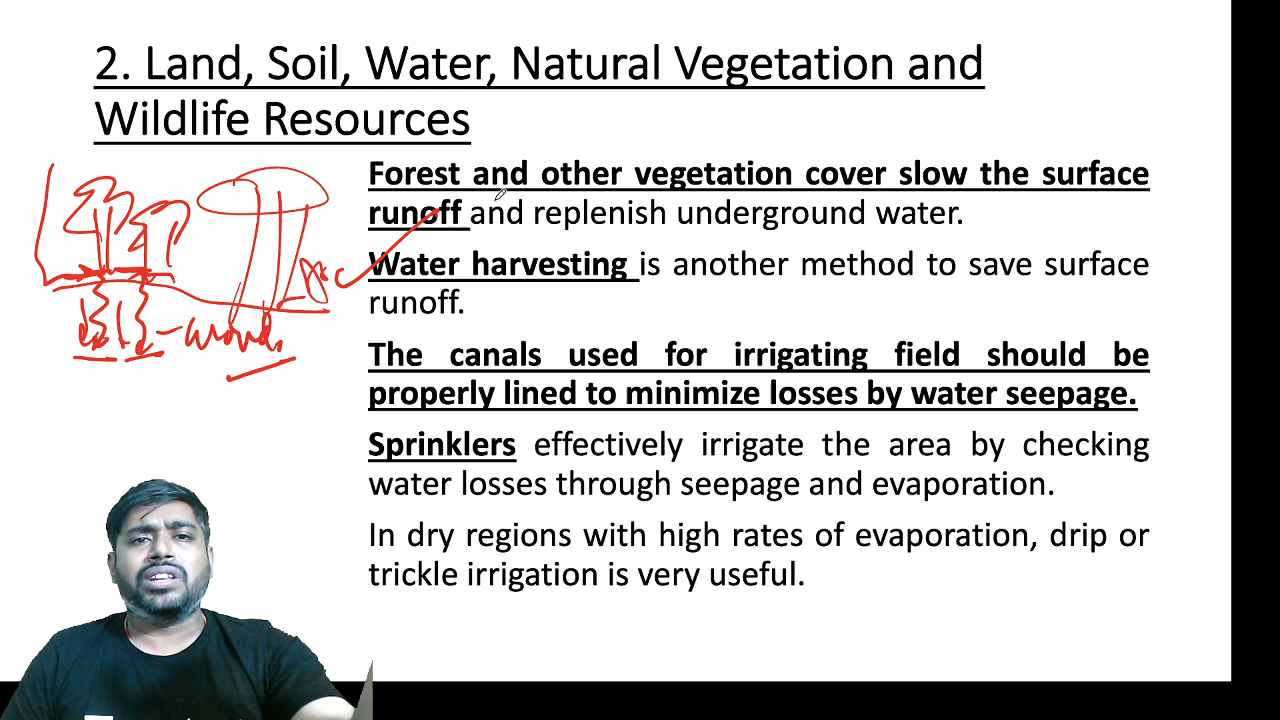 2. Land, Soil, Water, Natural Vegetation and
Wildlife Resources
Forest and other vegetation cover slow the surface
runoff and replenish underground water.
Water harvesting is another method to save surface
runoff.
The canals used for irrigating field should be
properly lined to minimize losses by water seepage.
Sprinklers effectively irrigate the area by checking
water losses through seepage and evaporation.
In dry regions with high rates of evaporation, drip or
trickle irrigation is very useful.